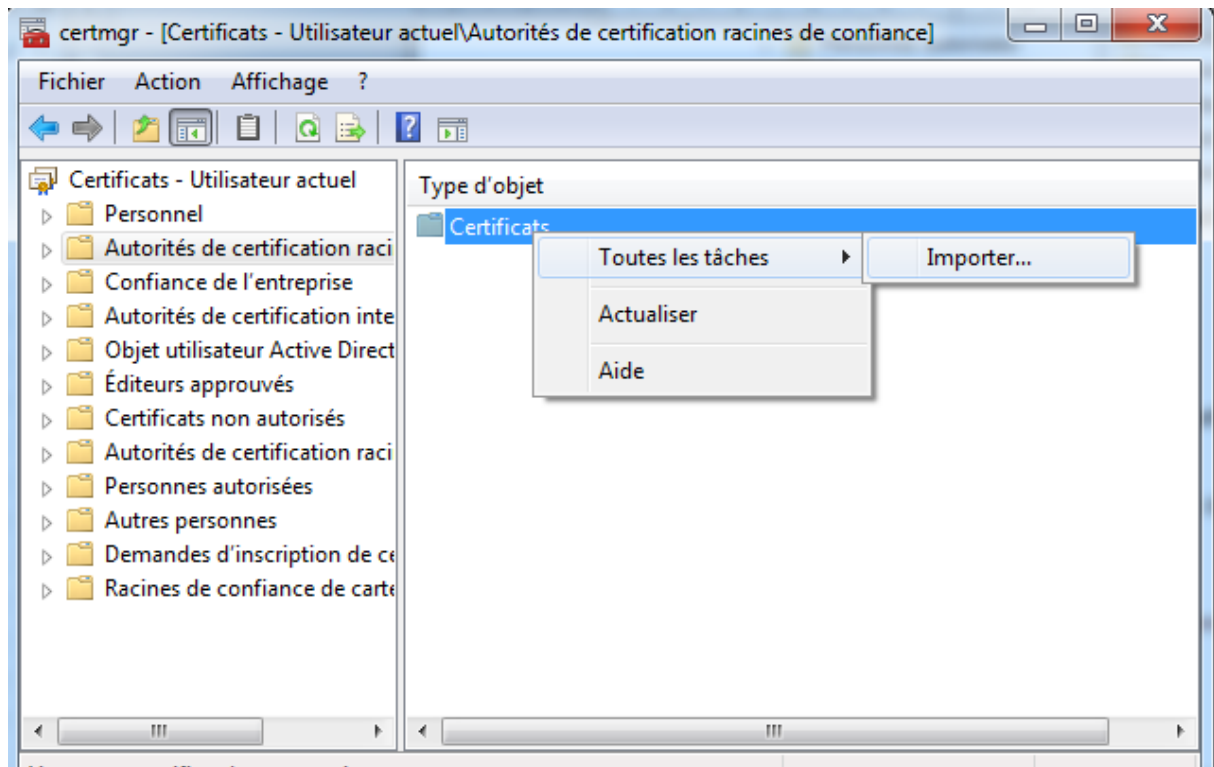 certmgr - [Certificats - Utilisateur actuel\Autorités de certification racines de confiance]
Fichier Action Affichage ?
Certificats - Utilisateur actuel
Personnel
Autorités de certification raci
Confiance de l'entreprise
Autorités de certification inte
Objet utilisateur Active Direct
Éditeurs approuvés
Certificats non autorisés
Autorités de certification raci
Personnes autorisées
Autres personnes
Demandes d'inscription de ce
Racines de confiance de carte
Type d'objet
Certificats
Toutes les tâches
Importer...
Actualiser
Aide